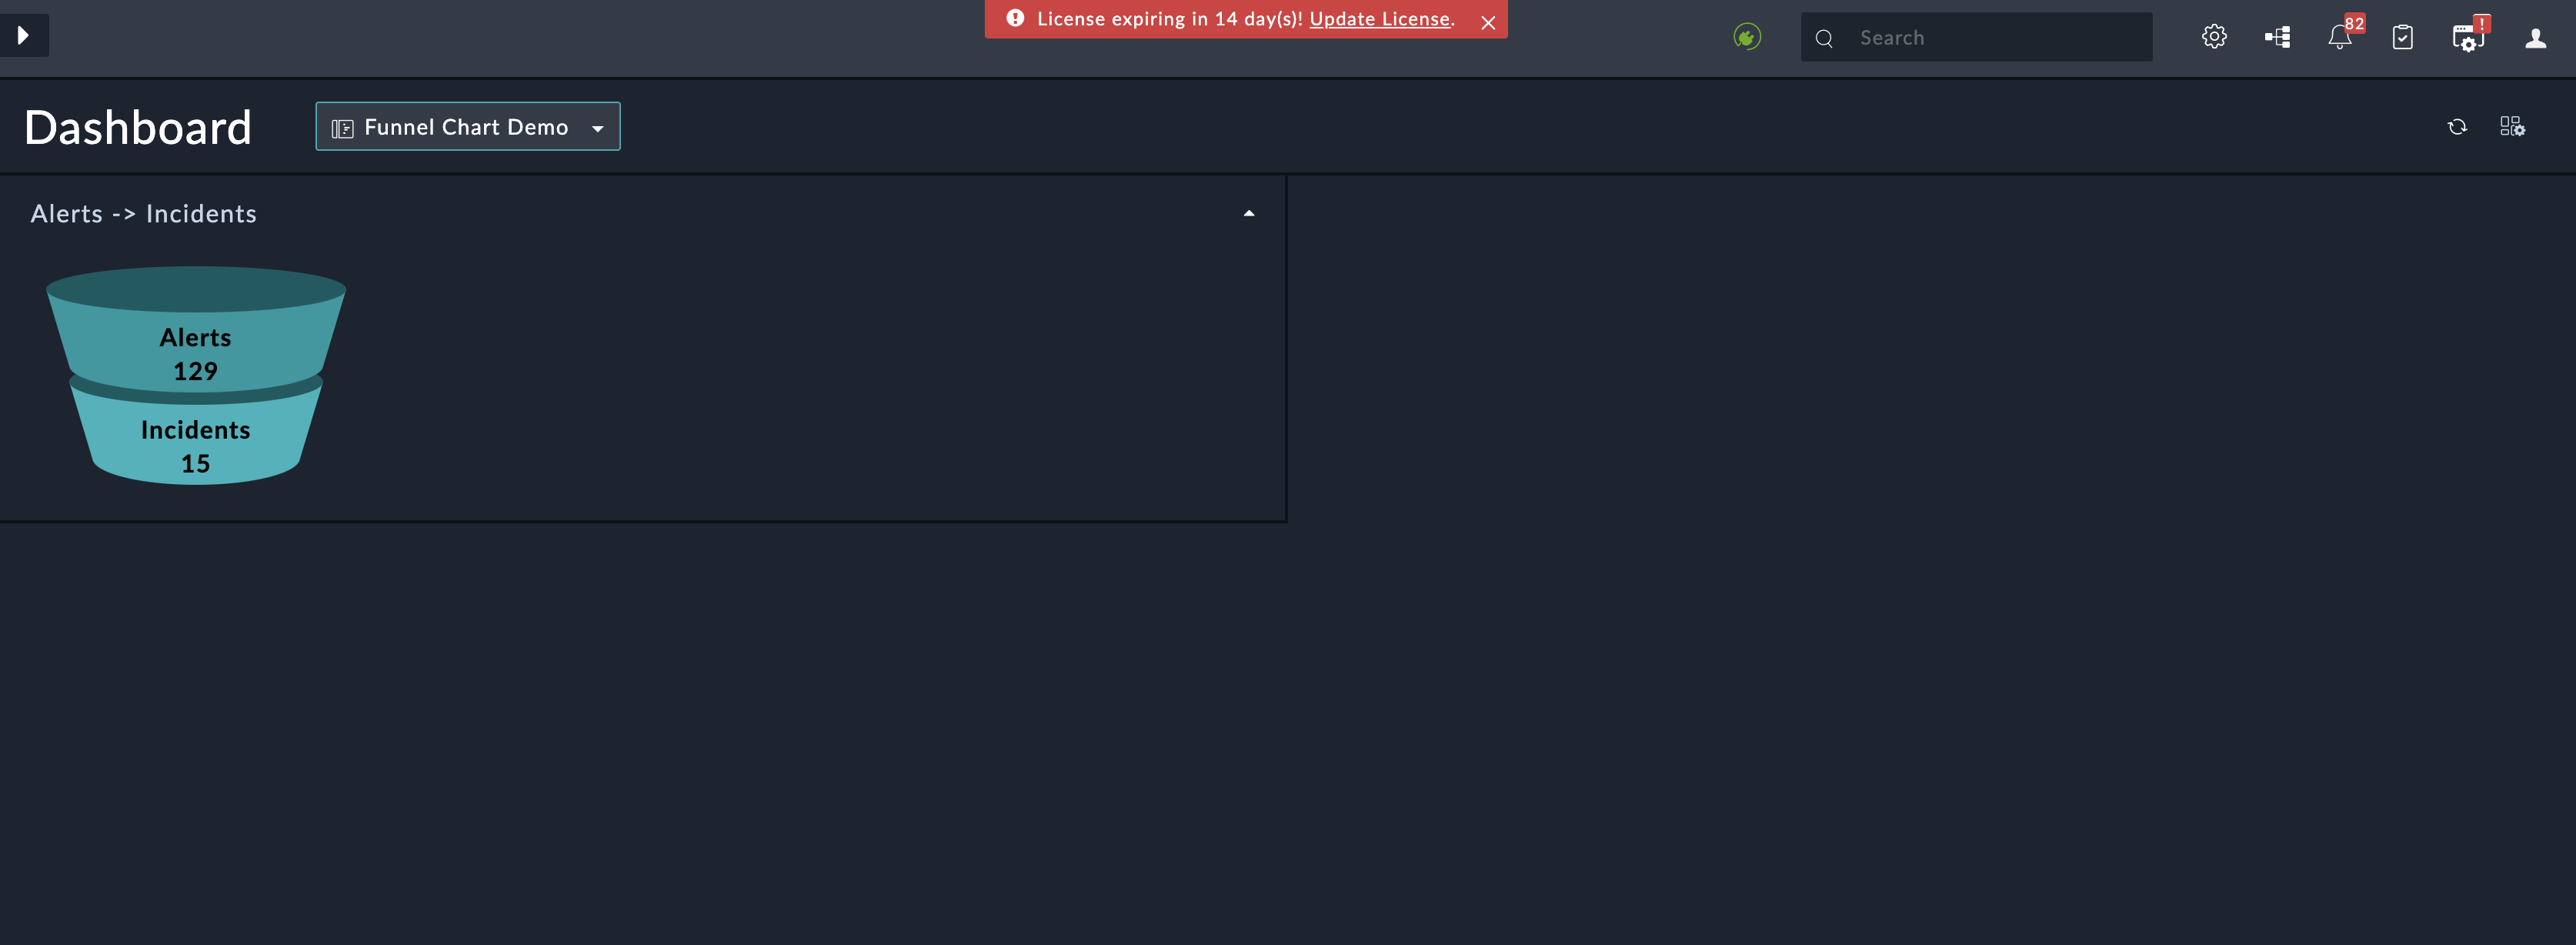 License expiring in 14 day(s)! Update License.
Search
82
!
Dashboard
Funnel Chart Demo
Alerts -> Incidents
Alerts
129
Incidents
15